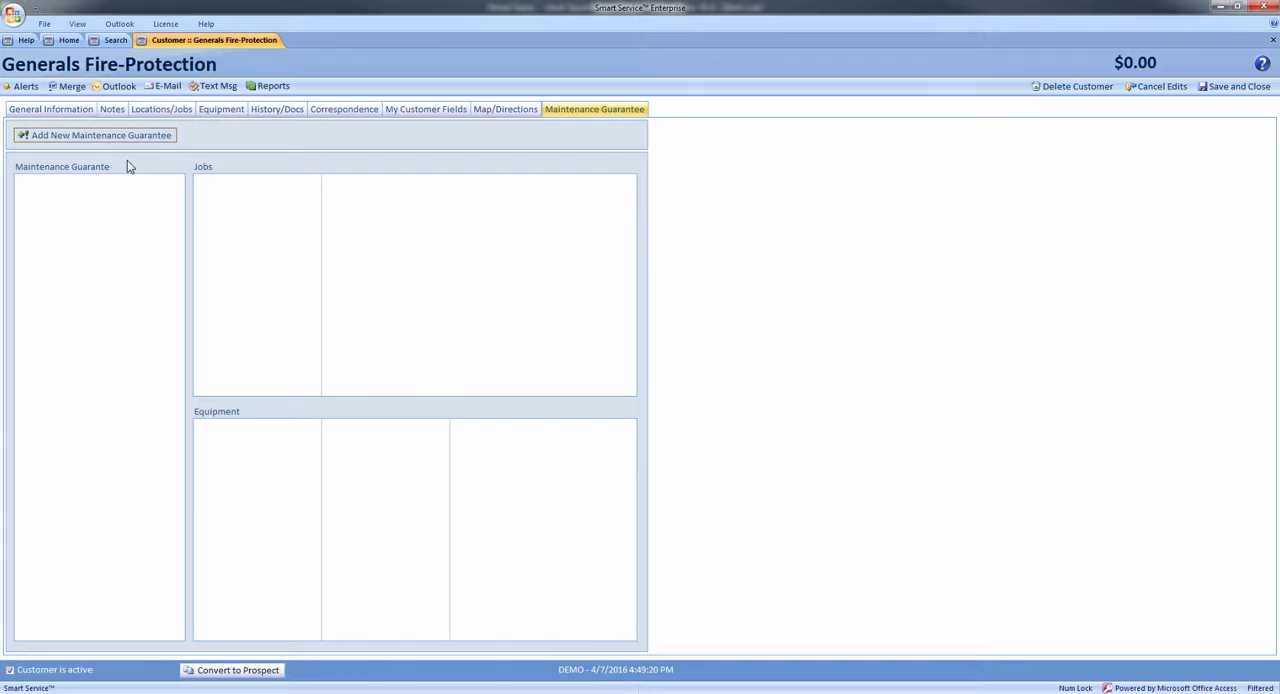 Smart Service™ Enterprise
File View Outlook License Help
Help Home Search Customer :: Generals Fire-Protection
Generals Fire-Protection $0.00
Alerts Merge Outlook E-Mail Text Msg Reports Delete Customer Cancel Edits Save and Close
General Information Notes Locations/Jobs Equipment History/Docs Correspondence My Customer Fields Map/Directions Maintenance Guarantee
Add New Maintenance Guarantee
Maintenance Guarante Jobs
Equipment
Customer is active Convert to Prospect DEMO - 4/7/2016 4:49:20 PM
Smart Service™ Num Lock Powered by Microsoft Office Access Filtered